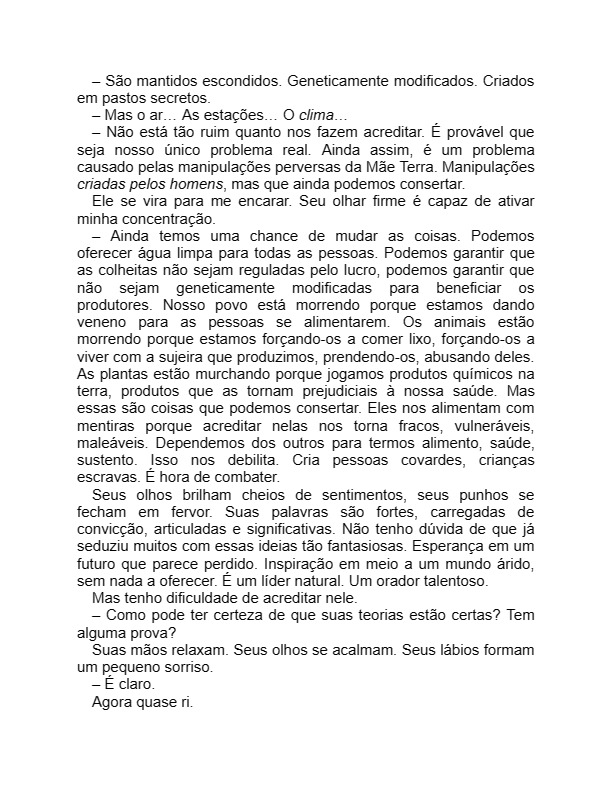 – São mantidos escondidos. Geneticamente modificados. Criados
em pastos secretos.
– Mas o ar… As estações… O clima…
– Não está tão ruim quanto nos fazem acreditar. É provável que
seja nosso único problema real. Ainda assim, é um problema
causado pelas manipulações perversas da Mãe Terra. Manipulações
criadas pelos homens, mas que ainda podemos consertar.
Ele se vira para me encarar. Seu olhar firme é capaz de ativar
minha concentração.
– Ainda temos uma chance de mudar as coisas. Podemos
oferecer água limpa para todas as pessoas. Podemos garantir que
as colheitas não sejam reguladas pelo lucro, podemos garantir que
não sejam geneticamente modificadas para beneficiar os
produtores. Nosso povo está morrendo porque estamos dando
veneno para as pessoas se alimentarem. Os animais estão
morrendo porque estamos forçando-os a comer lixo, forçando-os a
viver com a sujeira que produzimos, prendendo-os, abusando deles.
As plantas estão murchando porque jogamos produtos químicos na
terra, produtos que as tornam prejudiciais à nossa saúde. Mas
essas são coisas que podemos consertar. Eles nos alimentam com
mentiras porque acreditar nelas nos torna fracos, vulneráveis,
maleáveis. Dependemos dos outros para termos alimento, saúde,
sustento. Isso nos debilita. Cria pessoas covardes, crianças
escravas. É hora de combater.
Seus olhos brilham cheios de sentimentos, seus punhos se
fecham em fervor. Suas palavras são fortes, carregadas de
convicção, articuladas e significativas. Não tenho dúvida de que já
seduziu muitos com essas ideias tão fantasiosas. Esperança em um
futuro que parece perdido. Inspiração em meio a um mundo árido,
sem nada a oferecer. É um líder natural. Um orador talentoso.
Mas tenho dificuldade de acreditar nele.
– Como pode ter certeza de que suas teorias estão certas? Tem
alguma prova?
Suas mãos relaxam. Seus olhos se acalmam. Seus lábios formam
um pequeno sorriso.
– É claro.
Agora quase ri.